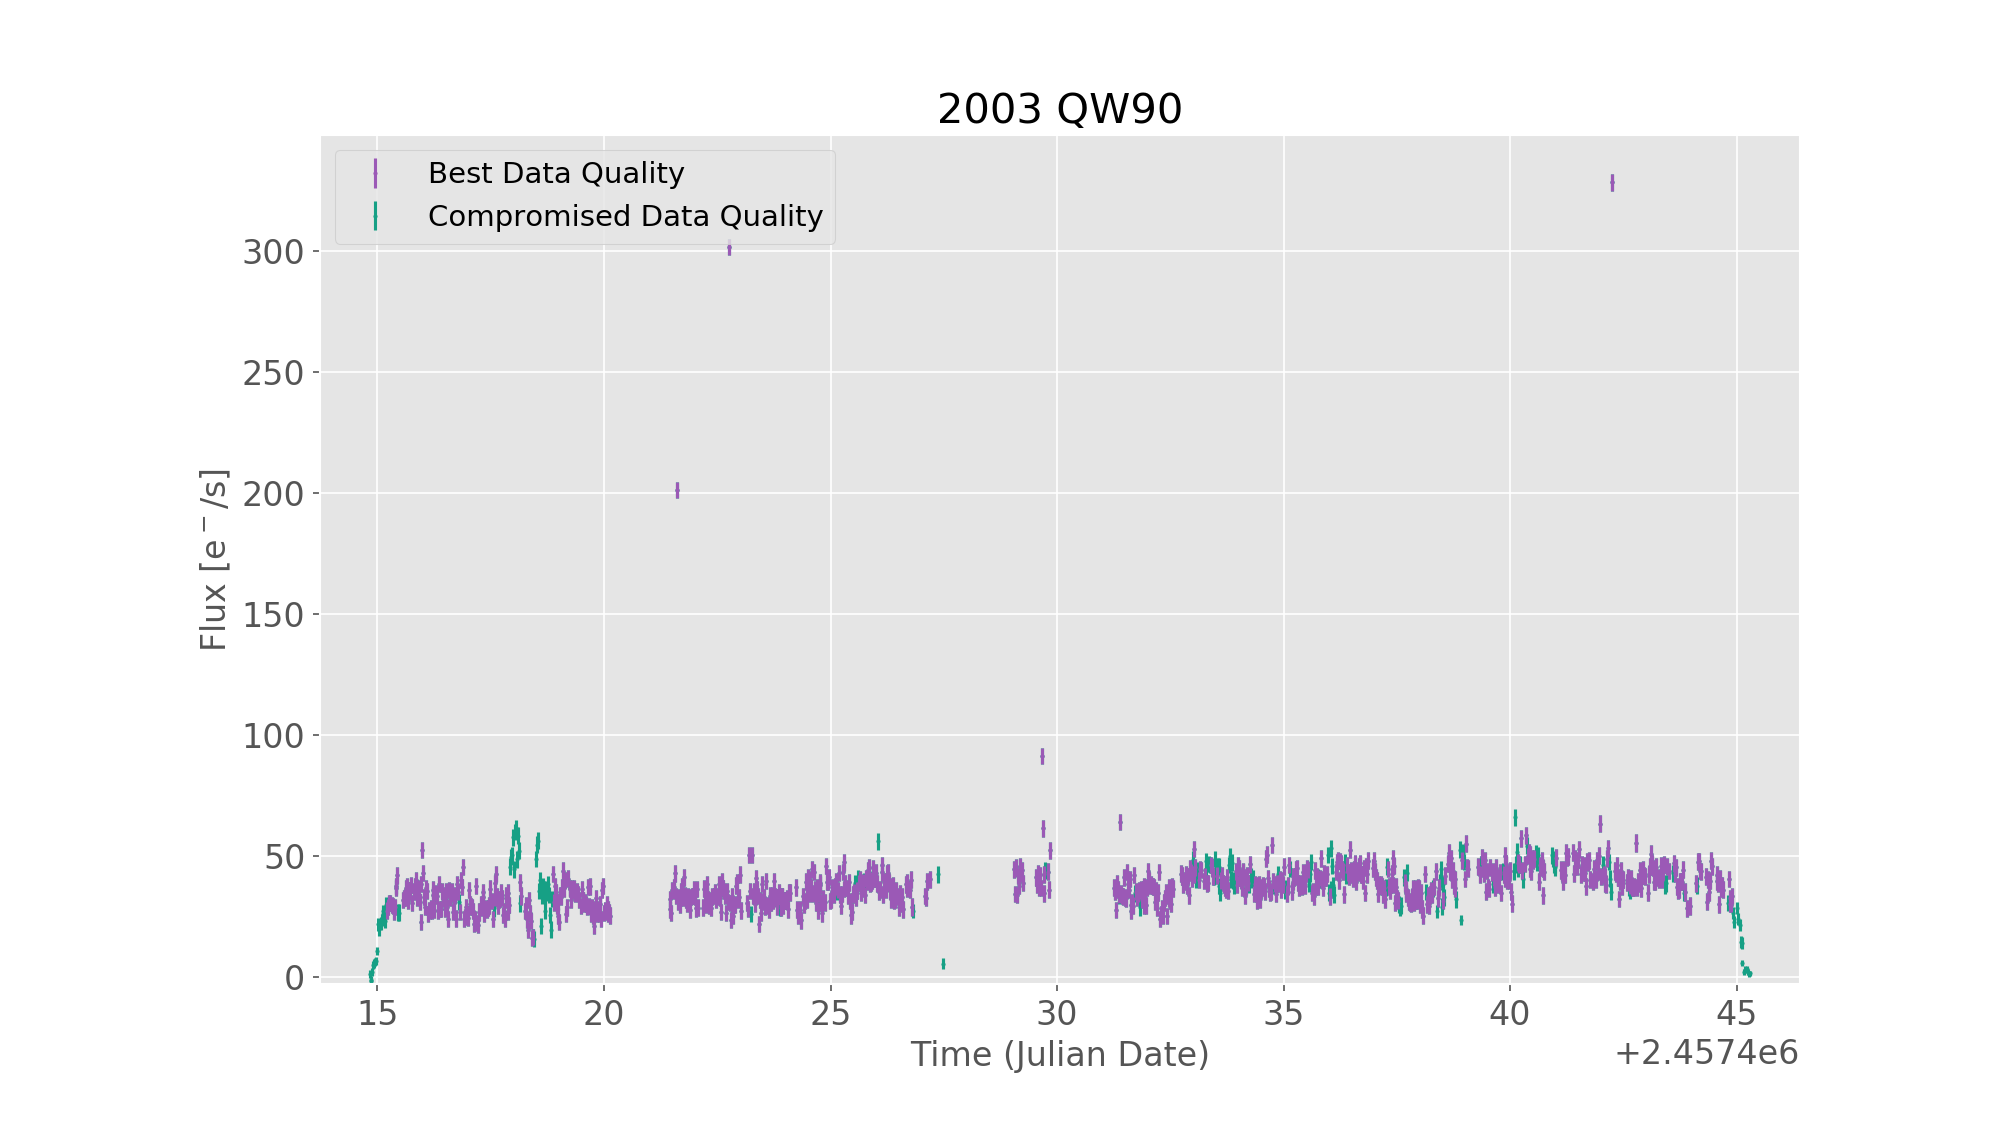 2003 QW90
Best Data Quality
Compromised Data Quality
300
250
200
150
100
50
0
Flux [e⁻/s]
15 20 25 30 35 40 45
Time (Julian Date)
+2.4574e6